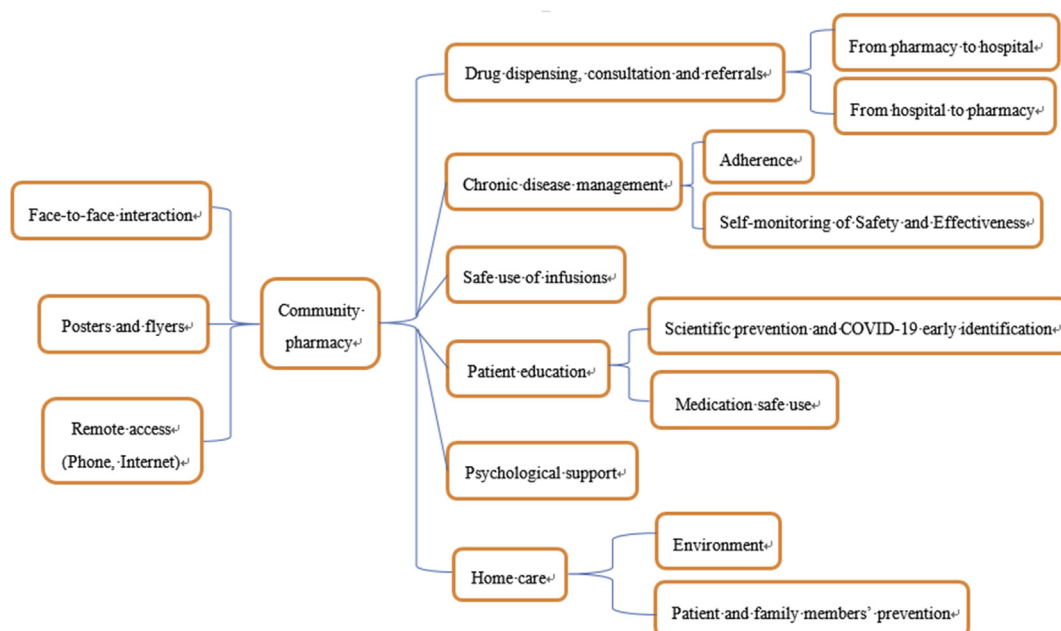 Face-to-face interaction
Posters and flyers
Remote access
(Phone, Internet)
Community
pharmacy
Drug dispensing, consultation and referrals
From pharmacy to hospital
From hospital to pharmacy
Chronic disease management
Adherence
Self-monitoring of Safety and Effectiveness
Safe use of infusions
Patient education
Scientific prevention and COVID-19 early identification
Medication safe use
Psychological support
Home care
Environment
Patient and family members’ prevention